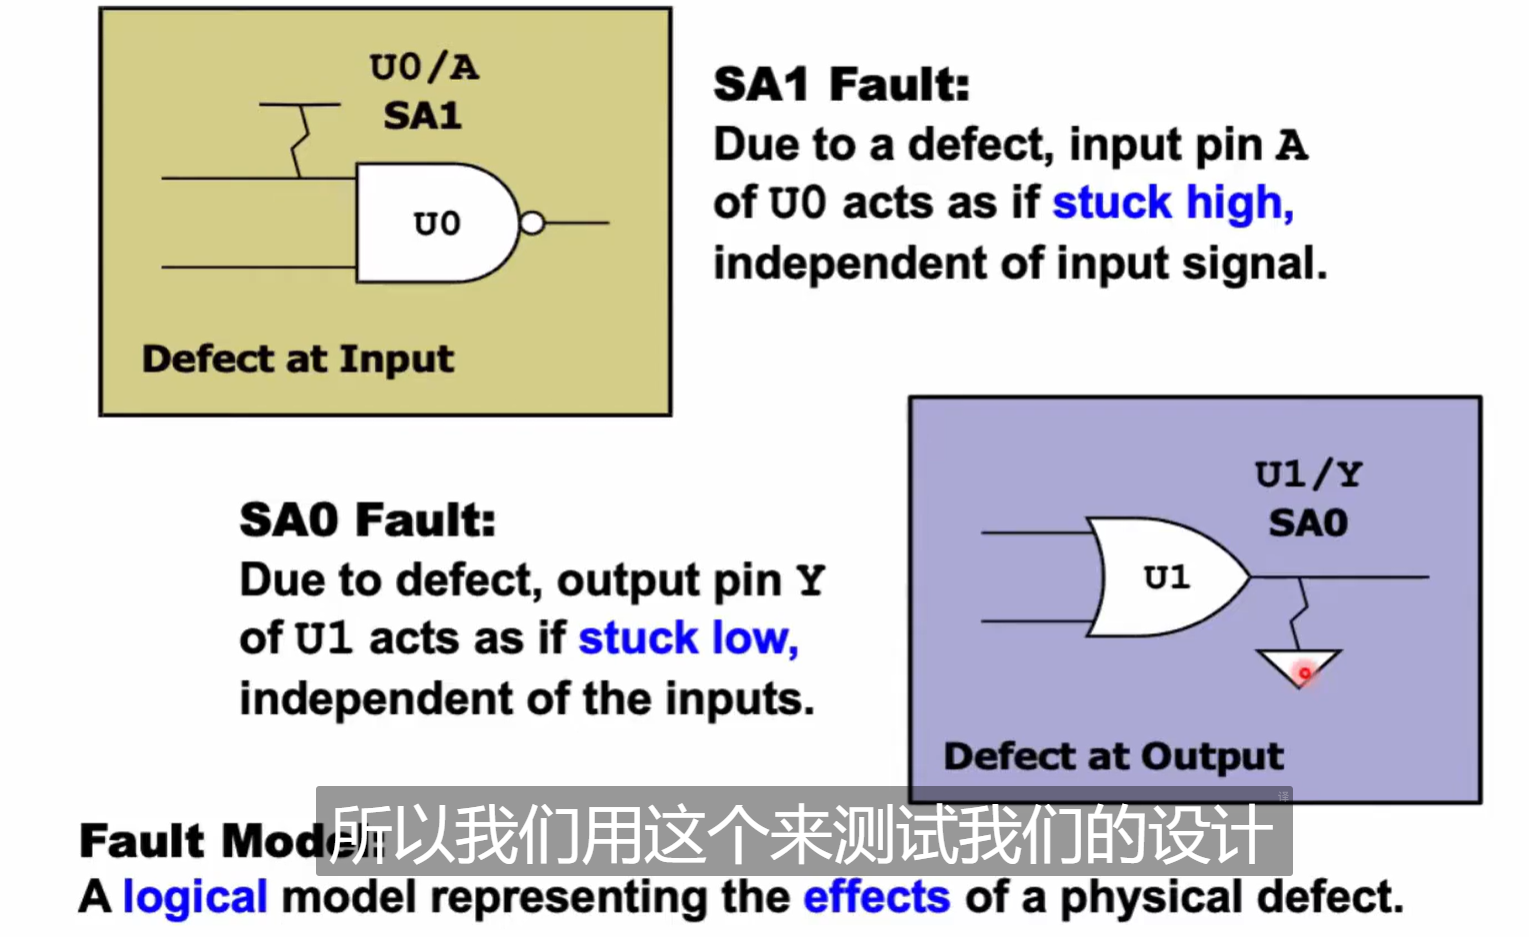 U0/A
SA1
U0
Defect at Input
SA1 Fault:
Due to a defect, input pin A
of U0 acts as if stuck high,
independent of input signal.
SA0 Fault:
Due to defect, output pin Y
of U1 acts as if stuck low,
independent of the inputs.
U1/Y
SA0
U1
Defect at Output
译
所以我们用这个来测试我们的设计
Fault Model:
A logical model representing the effects of a physical defect.